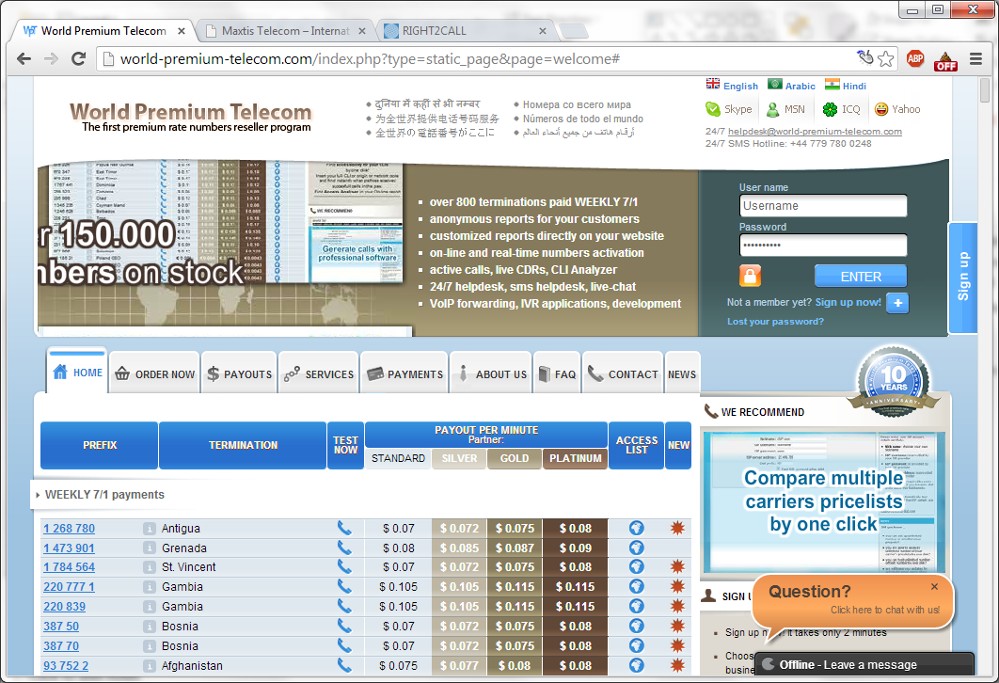 World Premium Telecom
Maxtis Telecom – Internat
RIGHT2CALL
world-premium-telecom.com/index.php?type=static_page&page=welcome#
ABP
OFF
World Premium Telecom
The first premium rate numbers reseller program
दुनिया में कहीं से भी नम्बर
为全世界提供电话号码服务
全世界の電話番号がここに
Номера со всего мира
Números de todo el mundo
أرقام هاتف من جميع أنحاء العالم
English
Arabic
Hindi
Skype
MSN
ICQ
Yahoo
24/7 helpdesk@world-premium-telecom.com
24/7 SMS Hotline: +44 779 780 0248
r 150.000
nbers on stock
WE RECOMMEND
Gererate calls with
professional software
over 800 terminations paid WEEKLY 7/1
anonymous reports for your customers
customized reports directly on your website
on-line and real-time numbers activation
active calls, live CDRs, CLI Analyzer
24/7 helpdesk, sms helpdesk, live-chat
VoIP forwarding, IVR applications, development
User name
Username
Password
ENTER
Not a member yet? Sign up now! +
Lost your password?
Sign up
HOME
ORDER NOW
PAYOUTS
SERVICES
PAYMENTS
ABOUT US
FAQ
CONTACT
NEWS
10
YEARS
ANNIVERSARY
PREFIX
TERMINATION
TEST
NOW
PAYOUT PER MINUTE
Partner:
STANDARD
SILVER
GOLD
PLATINUM
ACCESS
LIST
NEW
WEEKLY 7/1 payments
1 268 780 Antigua $ 0.07 $ 0.072 $ 0.075 $ 0.08
1 473 901 Grenada $ 0.08 $ 0.085 $ 0.087 $ 0.09
1 784 564 St. Vincent $ 0.07 $ 0.072 $ 0.075 $ 0.08
220 777 1 Gambia $ 0.105 $ 0.105 $ 0.115 $ 0.115
220 839 Gambia $ 0.105 $ 0.105 $ 0.115 $ 0.115
387 50 Bosnia $ 0.07 $ 0.072 $ 0.075 $ 0.08
387 70 Bosnia $ 0.07 $ 0.072 $ 0.075 $ 0.08
93 752 2 Afghanistan $ 0.075 $ 0.077 $ 0.08 $ 0.08
WE RECOMMEND
Compare multiple
carriers pricelists
by one click
SIGN U
Question?
Click here to chat with us!
Sign up now! It takes only 2 minutes
Choos
busine
Offline - Leave a message